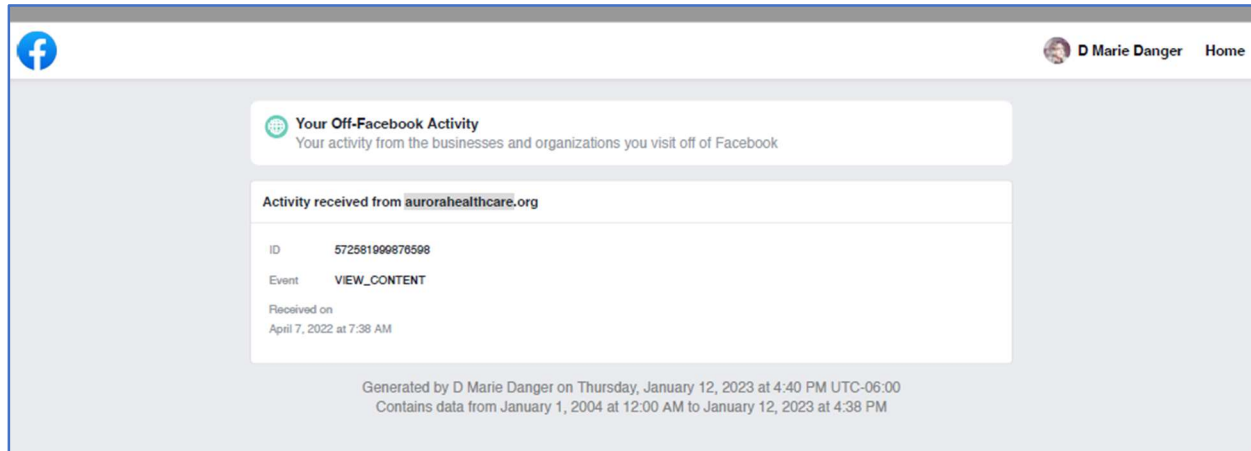 D Marie Danger Home
Your Off-Facebook Activity
Your activity from the businesses and organizations you visit off of Facebook
Activity received from aurorahealthcare.org
ID 572581999876598
Event VIEW_CONTENT
Received on
April 7, 2022 at 7:38 AM
Generated by D Marie Danger on Thursday, January 12, 2023 at 4:40 PM UTC-06:00
Contains data from January 1, 2004 at 12:00 AM to January 12, 2023 at 4:38 PM